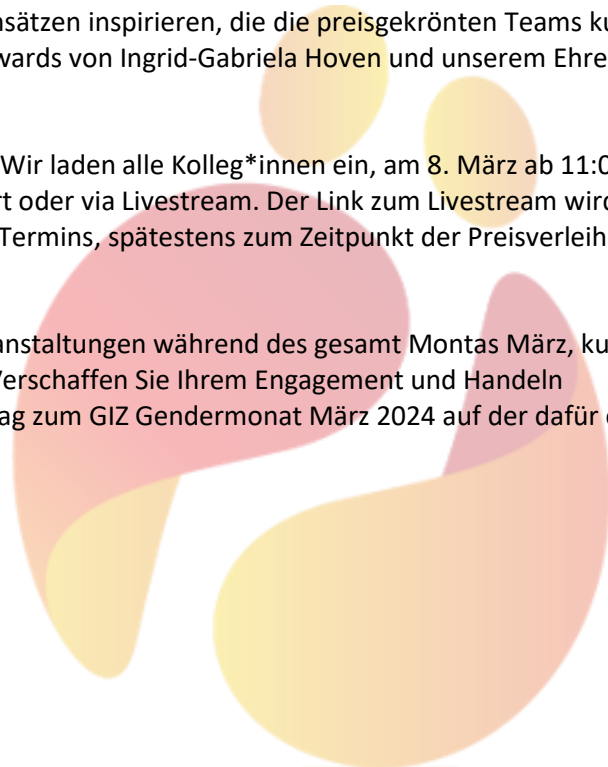 nsätzen inspirieren, die die preisgekrönten Teams ku
wards von Ingrid-Gabriela Hoven und unserem Ehre
Wir laden alle Kolleg*innen ein, am 8. März ab 11:0
rt oder via Livestream. Der Link zum Livestream wird
Termins, spätestens zum Zeitpunkt der Preisverleih
anstaltungen während des gesamt Montas März, ku
Verschaffen Sie Ihrem Engagement und Handeln
ag zum GIZ Gendermonat März 2024 auf der dafür